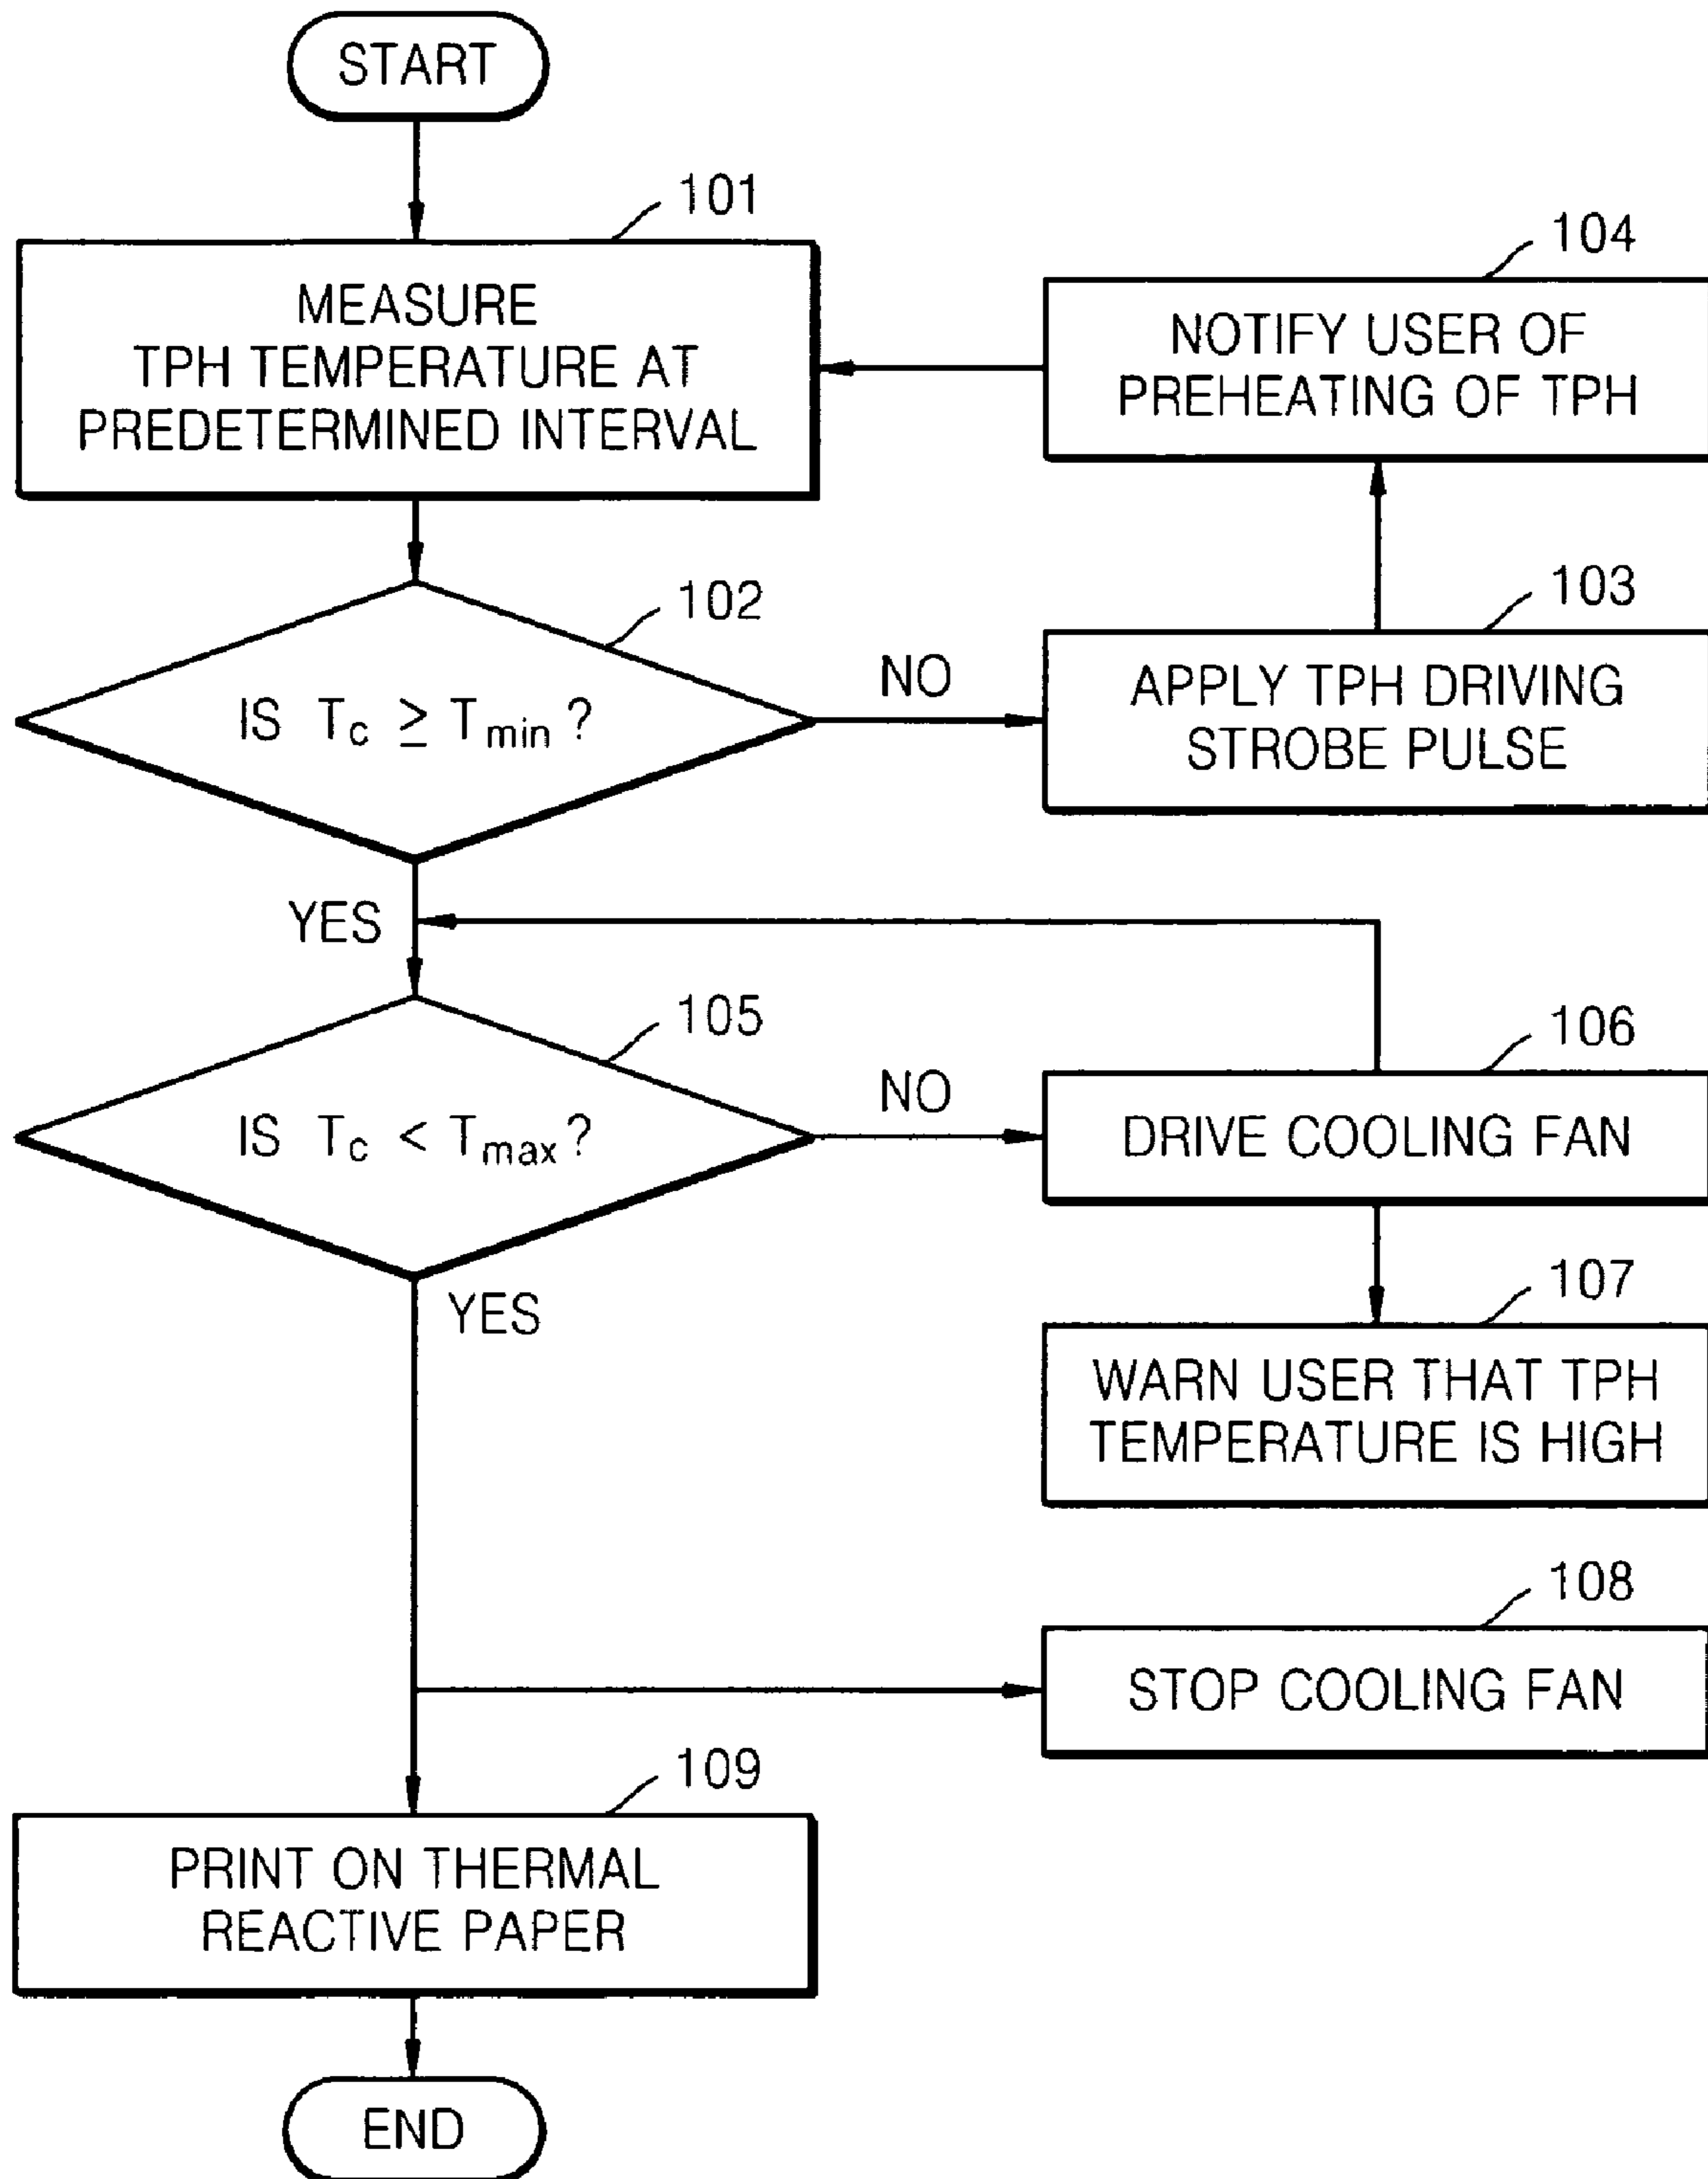 START
101
MEASURE
TPH TEMPERATURE AT
PREDETERMINED INTERVAL
104
NOTIFY USER OF
PREHEATING OF TPH
102
IS Tc ≥ Tmin ?
NO
103
APPLY TPH DRIVING
STROBE PULSE
YES
105
IS Tc < Tmax ?
NO
106
DRIVE COOLING FAN
107
WARN USER THAT TPH
TEMPERATURE IS HIGH
YES
108
STOP COOLING FAN
109
PRINT ON THERMAL
REACTIVE PAPER
END